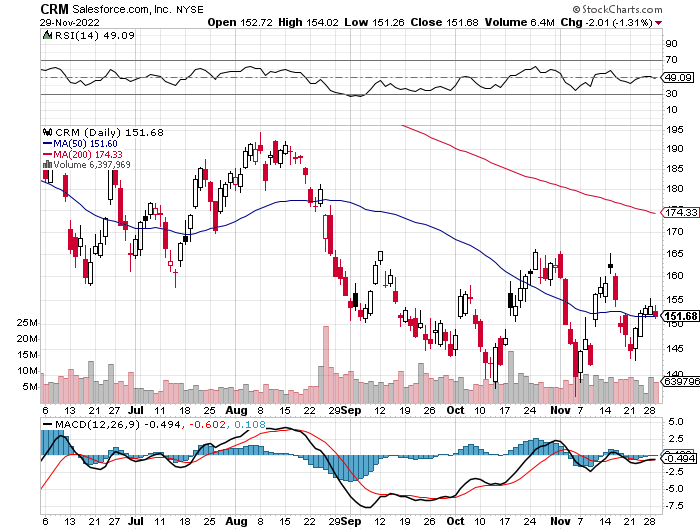 CRM Salesforce.com, Inc. NYSE © StockCharts.com
29-Nov-2022 Open 152.72 High 154.02 Low 151.26 Close 151.68 Volume 6.4M Chg -2.01 (-1.31%)
RSI(14) 49.09
90
70
49.09
30
10
CRM (Daily) 151.68
MA(50) 151.60
MA(200) 174.33
Volume 6,397,969
195
190
185
180
174.33
170
165
160
155
151.68
150
145
140
6397969
25M
20M
15M
10M
5M
6 13 21 27 Jul 11 18 25 Aug 8 15 22 29 Sep 12 19 26 Oct 10 17 24 Nov 7 14 21 28
MACD(12,26,9) -0.494, -0.602, 0.108
5.0
2.5
-0.494
-2.5
-5.0
-7.5
6 13 21 27 Jul 11 18 25 Aug 8 15 22 29 Sep 12 19 26 Oct 10 17 24 Nov 7 14 21 28